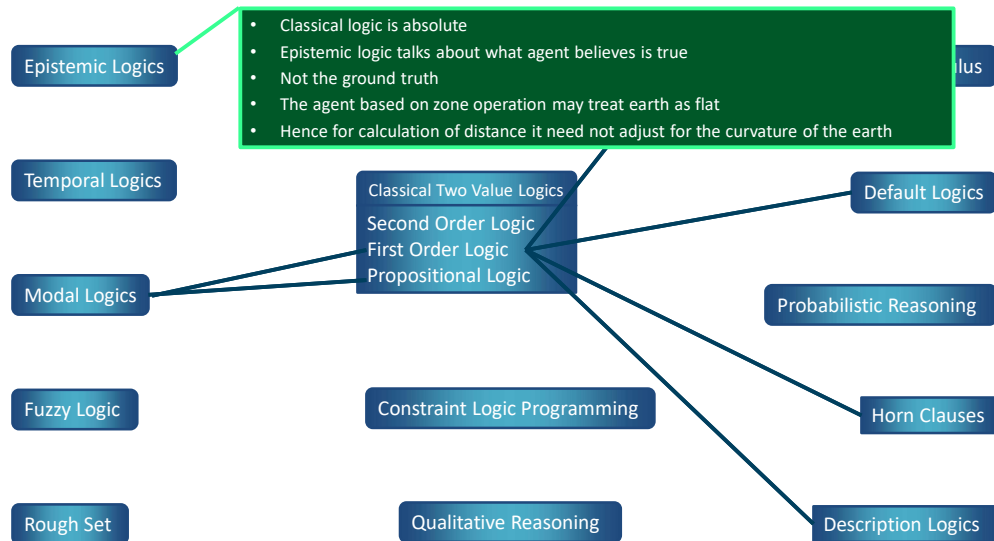 • Classical logic is absolute
• Epistemic logic talks about what agent believes is true
• Not the ground truth
• The agent based on zone operation may treat earth as flat
• Hence for calculation of distance it need not adjust for the curvature of the earth
Epistemic Logics
Temporal Logics
Classical Two Value Logics
Second Order Logic
First Order Logic
Propositional Logic
Default Logics
Modal Logics
Probabilistic Reasoning
Fuzzy Logic
Constraint Logic Programming
Horn Clauses
Rough Set
Qualitative Reasoning
Description Logics